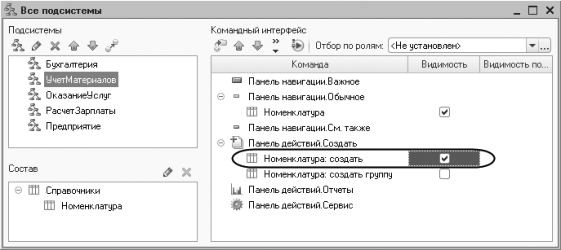 Все подсистемы
Подсистемы
Бухгалтерия
УчетМатериалов
ОказаниеУслуг
РасчетЗарплаты
Предприятие
Состав
Справочники
Номенклатура
Командный интерфейс
Отбор по ролям: <Не установлен>
Команда Видимость Видимость по...
Панель навигации.Важное
Панель навигации.Обычное
Номенклатура
Панель навигации.См. также
Панель действий.Создать
Номенклатура: создать
Номенклатура: создать группу
Панель действий.Отчеты
Панель действий.Сервис